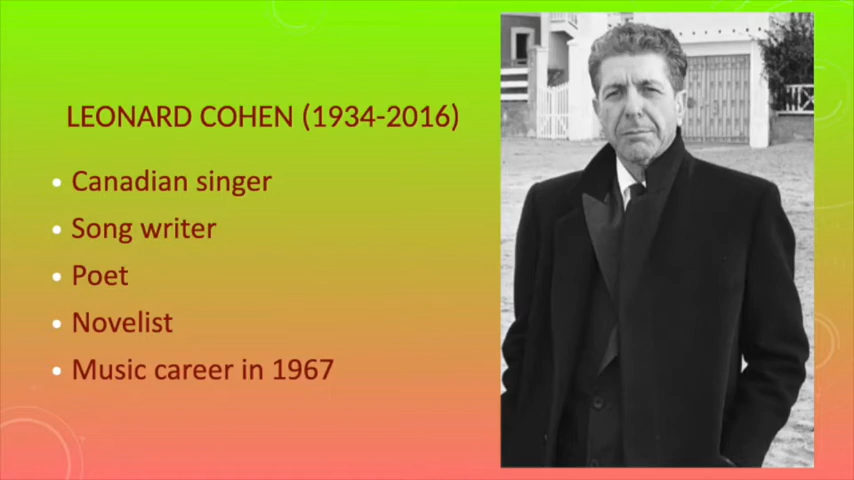 LEONARD COHEN (1934-2016)
• Canadian singer
• Song writer
• Poet
• Novelist
• Music career in 1967